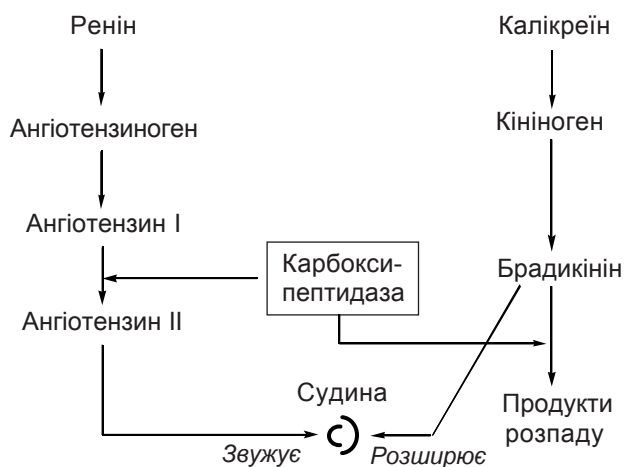 Ренін
Калікреїн
Ангіотензиноген
Кініноген
Ангіотензин I
Карбокси-
пептидаза
Брадикінін
Ангіотензин II
Судина
Продукти
розпаду
Звужує
Розширює